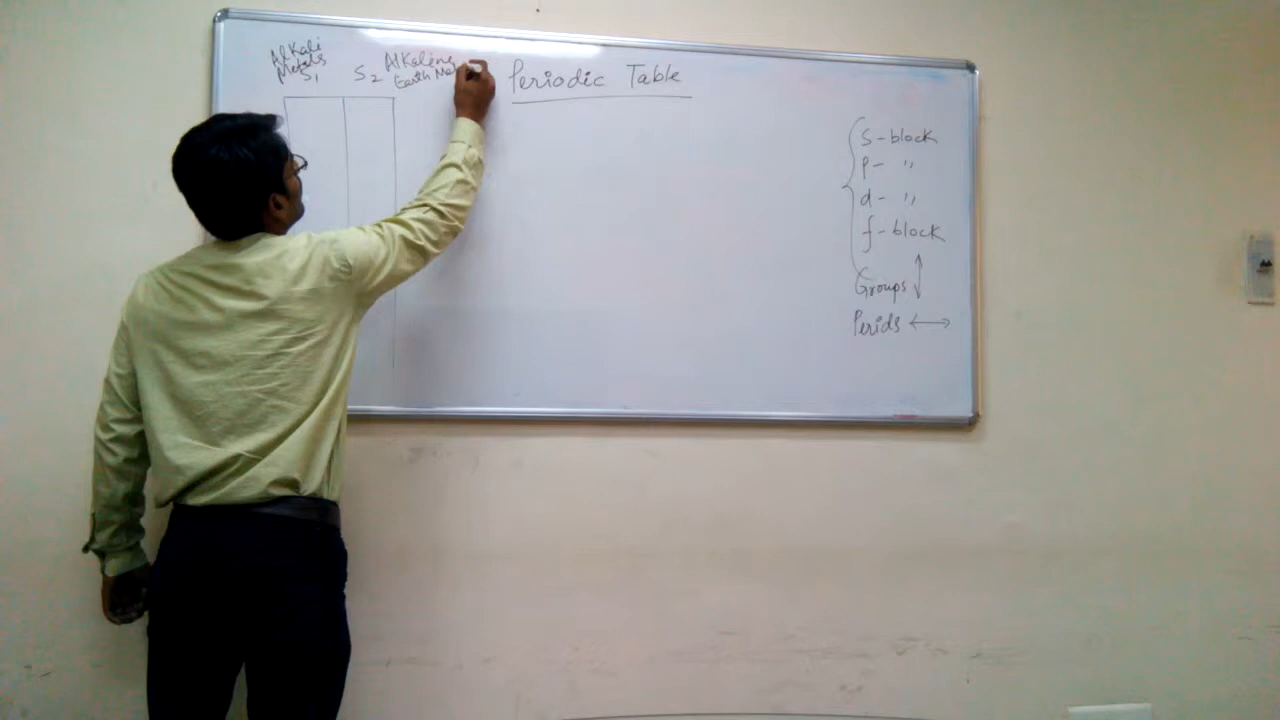 Alkali
Metals
S1
S2
Alkaline
Earth
Periodic Table
S-block
p- "
d- "
f-block
Groups ↕
Perids ↔